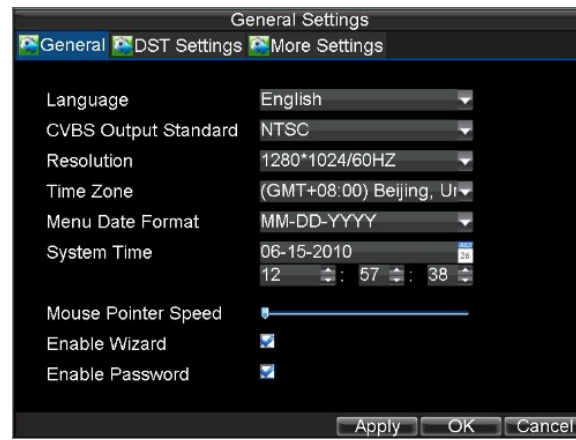 General Settings
General DST Settings More Settings
Language English
CVBS Output Standard NTSC
Resolution 1280*1024/60HZ
Time Zone (GMT+08:00) Beijing, Ur
Menu Date Format MM-DD-YYYY
System Time 06-15-2010
JULY 26
12 : 57 : 38
Mouse Pointer Speed
Enable Wizard
Enable Password
Apply OK Cancel